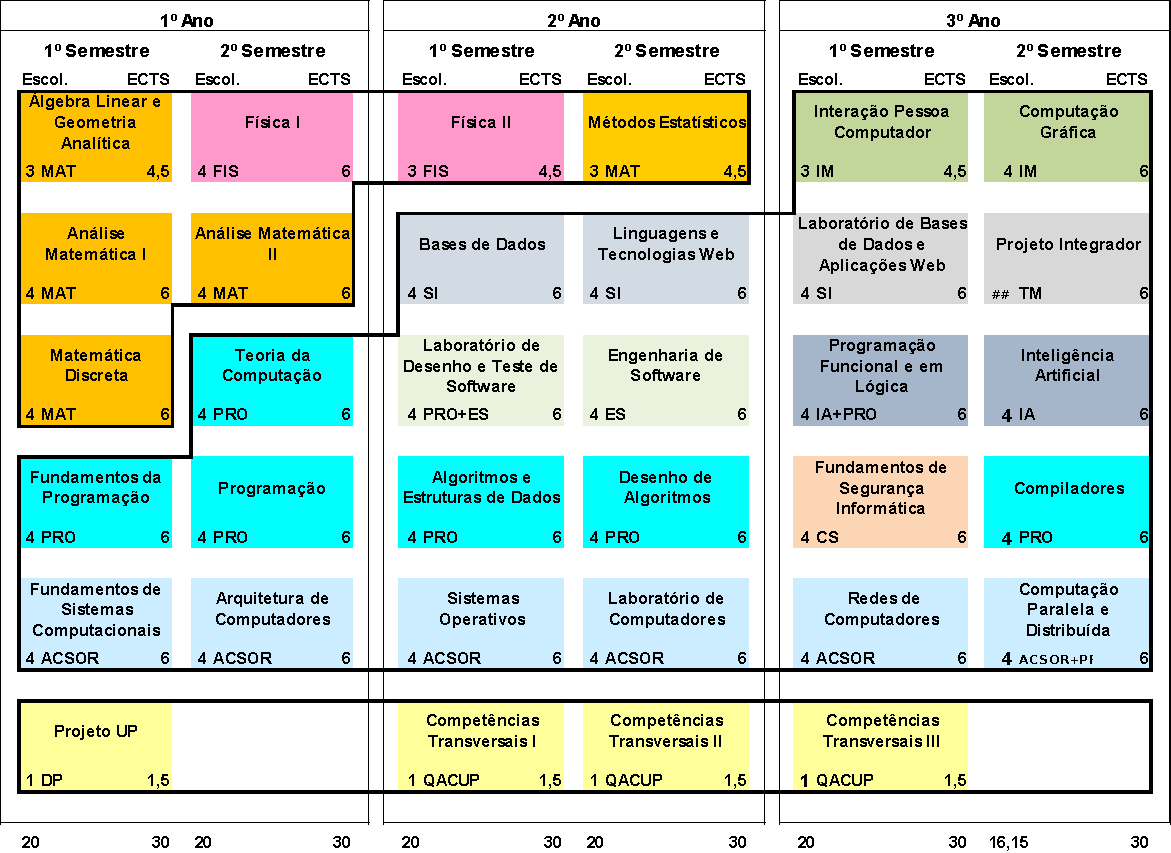 1º Ano 2º Ano 3º Ano
1º Semestre 2º Semestre 1º Semestre 2º Semestre 1º Semestre 2º Semestre
Escol. ECTS Escol. ECTS Escol. ECTS Escol. ECTS Escol. ECTS Escol. ECTS
Álgebra Linear e
Geometria
Analítica
3 MAT 4,5
Física I
4 FIS 6
Física II
3 FIS 4,5
Métodos Estatísticos
3 MAT 4,5
Interação Pessoa
Computador
3 IM 4,5
Computação
Gráfica
4 IM 6
Análise
Matemática I
4 MAT 6
Análise Matemática
II
4 MAT 6
Bases de Dados
4 SI 6
Linguagens e
Tecnologias Web
4 SI 6
Laboratório de Bases
de Dados e
Aplicações Web
4 SI 6
Projeto Integrador
## TM 6
Matemática
Discreta
4 MAT 6
Teoria da
Computação
4 PRO 6
Laboratório de
Desenho e Teste de
Software
4 PRO+ES 6
Engenharia de
Software
4 ES 6
Programação
Funcional e em
Lógica
4 IA+PRO 6
Inteligência
Artificial
4 IA 6
Fundamentos da
Programação
4 PRO 6
Programação
4 PRO 6
Algoritmos e
Estruturas de Dados
4 PRO 6
Desenho de
Algoritmos
4 PRO 6
Fundamentos de
Segurança
Informática
4 CS 6
Compiladores
4 PRO 6
Fundamentos de
Sistemas
Computacionais
4 ACSOR 6
Arquitetura de
Computadores
4 ACSOR 6
Sistemas
Operativos
4 ACSOR 6
Laboratório de
Computadores
4 ACSOR 6
Redes de
Computadores
4 ACSOR 6
Computação
Paralela e
Distribuída
4 ACSOR+PF 6
Projeto UP
1 DP 1,5
Competências
Transversais I
1 QACUP 1,5
Competências
Transversais II
1 QACUP 1,5
Competências
Transversais III
1 QACUP 1,5
20 30 20 30 20 30 20 30 20 30 16,15 30